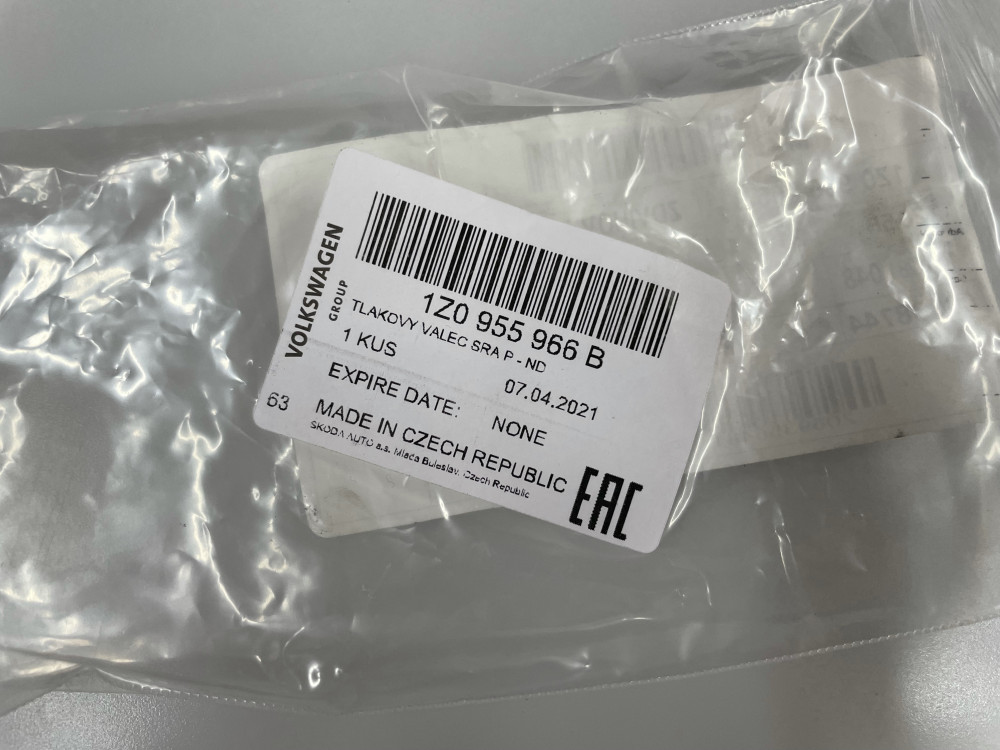 VOLKSWAGEN
GROUP
1Z0 955 966 B
TLAKOVY VALEC SRA P - ND
1 KUS
07.04.2021
EXPIRE DATE: NONE
63
MADE IN CZECH REPUBLIC
SKODA AUTO a.s. Mlada Boleslav, Czech Republic
EAC
1Z0